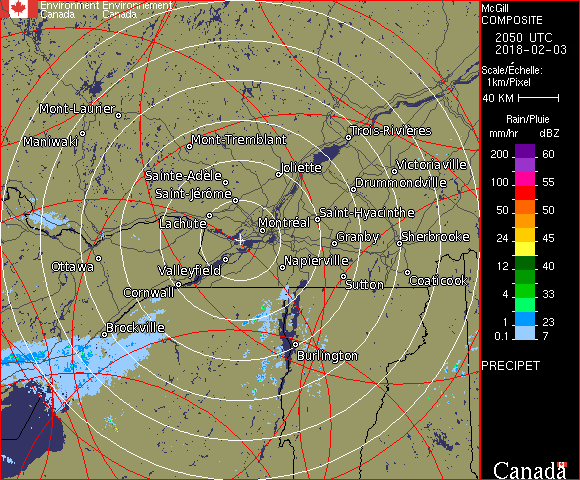 Environment Environnement
Canada Canada
McGill
COMPOSITE
2050 UTC
2018-02-03
Scale/Échelle:
1km/Pixel
40 KM
Rain/Pluie
mm/hr dBZ
200 60
55
100 55
50 50
24 45
12 40
4 33
1 23
0.1 7
PRECIPET
Canada
Mont-Laurier
Maniwaki
Mont-Tremblant
Trois-Rivières
Joliette
Victoriaville
Sainte-Adèle
Drummondville
Saint-Jérôme
Lachute
Saint-Hyacinthe
Montréal
Granby
Sherbrooke
Ottawa
Valleyfield
Napierville
Cornwall
Sutton
Coaticook
Brockville
Burlington